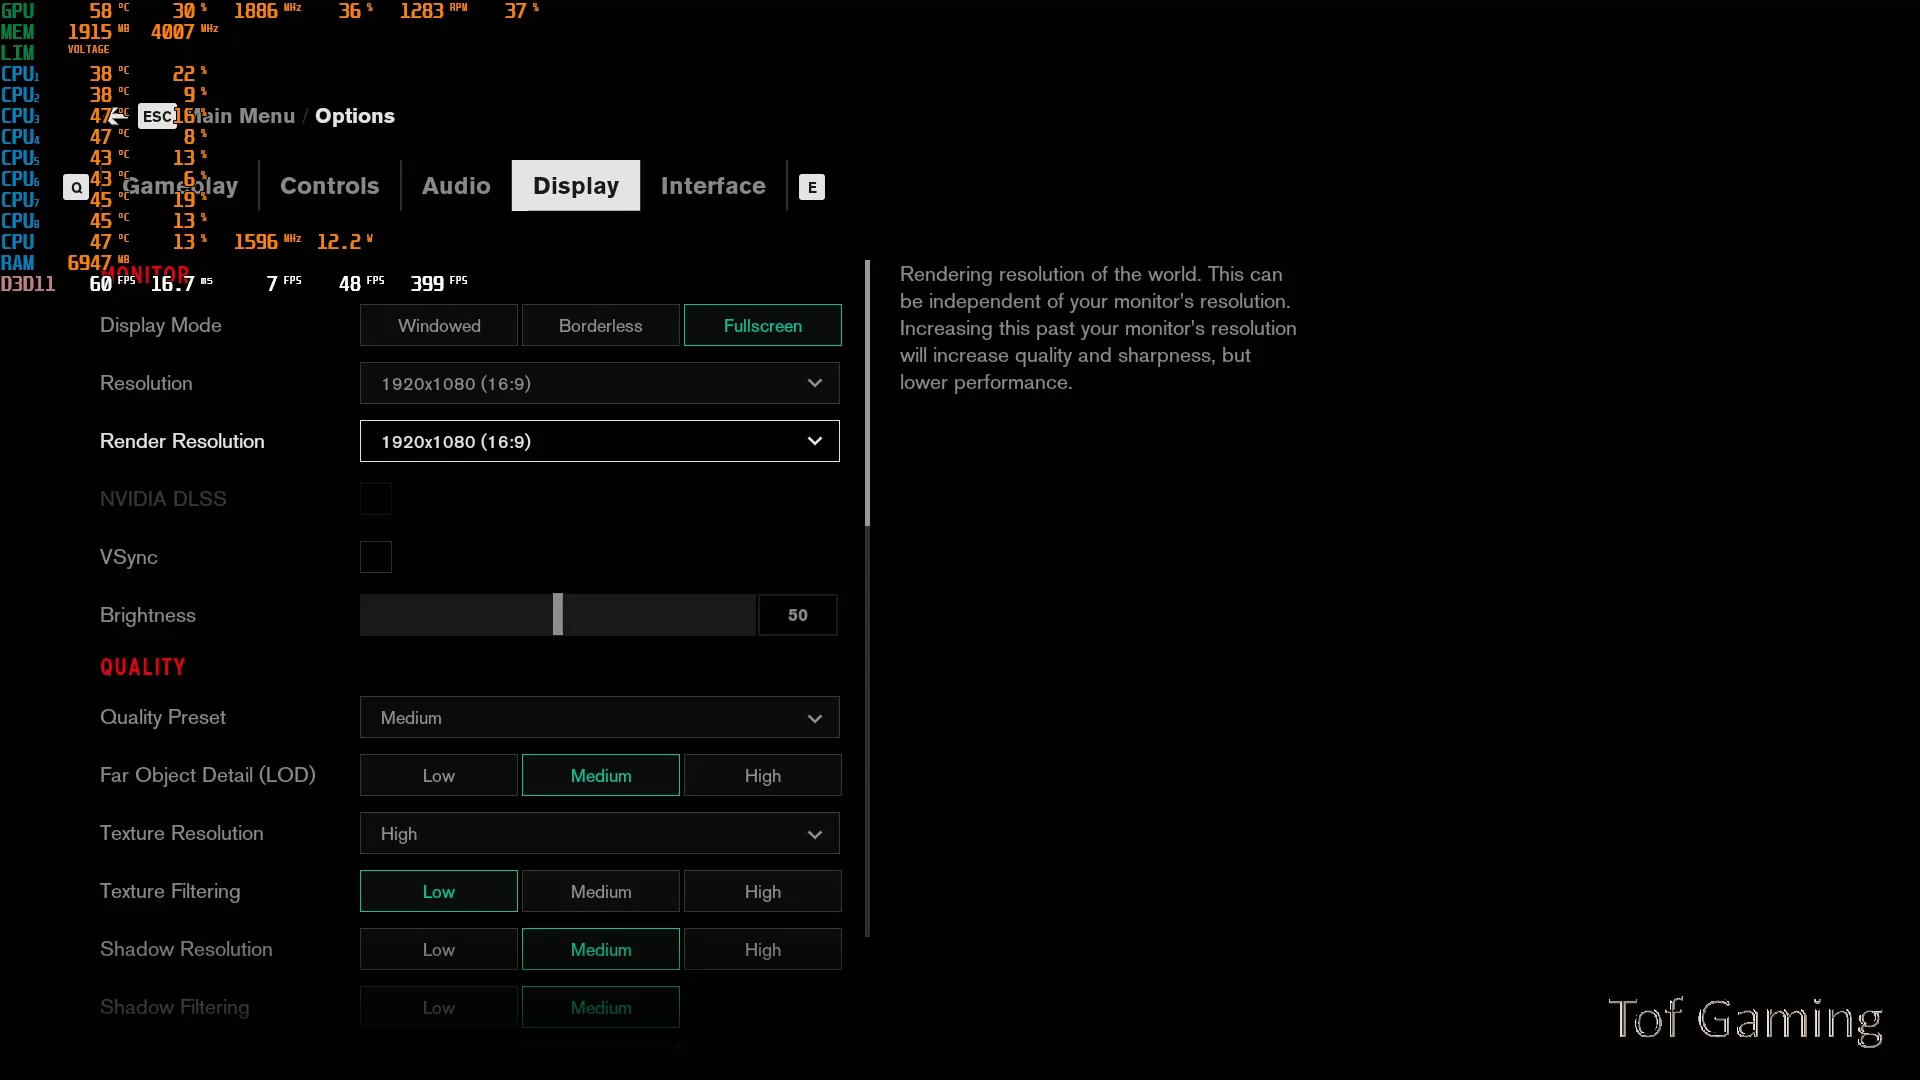 GPU 58 °C 30 % 1886 MHz 36 % 1283 RPM 37 %
MEM 1915 MB 4007 MHz
LIM VOLTAGE
CPU1 38 °C 22 %
CPU2 38 °C 9 %
CPU3 47 °C 16 %
ESC Main Menu / Options
CPU4 47 °C 8 %
CPU5 43 °C 13 %
CPU6 43 °C 6 %
Q Gameplay Controls Audio Display Interface E
CPU7 45 °C 19 %
CPU8 45 °C 13 %
CPU 47 °C 13 % 1596 MHz 12.2 W
RAM 6947 MB
MONITOR
D3D11 60 FPS 16.7 ms 7 FPS 48 FPS 399 FPS
Display Mode Windowed Borderless Fullscreen
Resolution 1920x1080 (16:9)
Render Resolution 1920x1080 (16:9)
NVIDIA DLSS
VSync
Brightness 50
QUALITY
Quality Preset Medium
Far Object Detail (LOD) Low Medium High
Texture Resolution High
Texture Filtering Low Medium High
Shadow Resolution Low Medium High
Shadow Filtering Low Medium
Rendering resolution of the world. This can
be independent of your monitor's resolution.
Increasing this past your monitor's resolution
will increase quality and sharpness, but
lower performance.
Tof Gaming